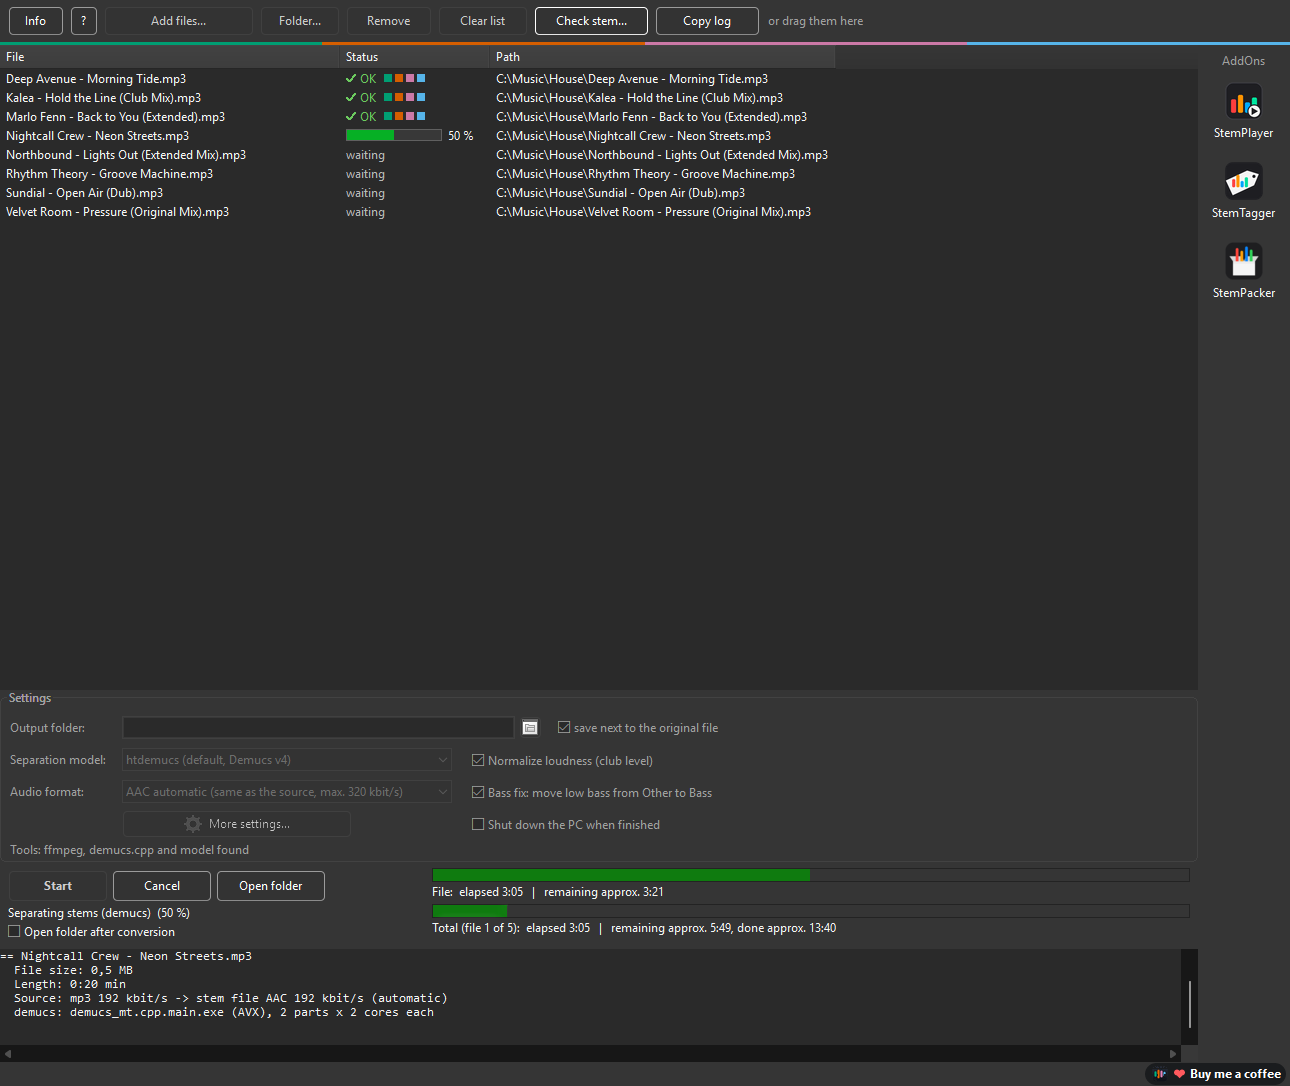 Info ? Add files... Folder... Remove Clear list Check stem... Copy log or drag them here
File Status Path AddOns
Deep Avenue - Morning Tide.mp3 OK C:\Music\House\Deep Avenue - Morning Tide.mp3
Kalea - Hold the Line (Club Mix).mp3 OK C:\Music\House\Kalea - Hold the Line (Club Mix).mp3
Marlo Fenn - Back to You (Extended).mp3 OK C:\Music\House\Marlo Fenn - Back to You (Extended).mp3
Nightcall Crew - Neon Streets.mp3 50 % C:\Music\House\Nightcall Crew - Neon Streets.mp3
Northbound - Lights Out (Extended Mix).mp3 waiting C:\Music\House\Northbound - Lights Out (Extended Mix).mp3
Rhythm Theory - Groove Machine.mp3 waiting C:\Music\House\Rhythm Theory - Groove Machine.mp3
Sundial - Open Air (Dub).mp3 waiting C:\Music\House\Sundial - Open Air (Dub).mp3
Velvet Room - Pressure (Original Mix).mp3 waiting C:\Music\House\Velvet Room - Pressure (Original Mix).mp3
StemPlayer
StemTagger
StemPacker
Settings
Output folder: save next to the original file
Separation model: htdemucs (default, Demucs v4) Normalize loudness (club level)
Audio format: AAC automatic (same as the source, max. 320 kbit/s) Bass fix: move low bass from Other to Bass
More settings... Shut down the PC when finished
Tools: ffmpeg, demucs.cpp and model found
Start Cancel Open folder
File: elapsed 3:05 | remaining approx. 3:21
Separating stems (demucs) (50 %)
Total (file 1 of 5): elapsed 3:05 | remaining approx. 5:49, done approx. 13:40
Open folder after conversion
== Nightcall Crew - Neon Streets.mp3
File size: 0,5 MB
Length: 0:20 min
Source: mp3 192 kbit/s -> stem file AAC 192 kbit/s (automatic)
demucs: demucs_mt.cpp.main.exe (AVX), 2 parts x 2 cores each
Buy me a coffee